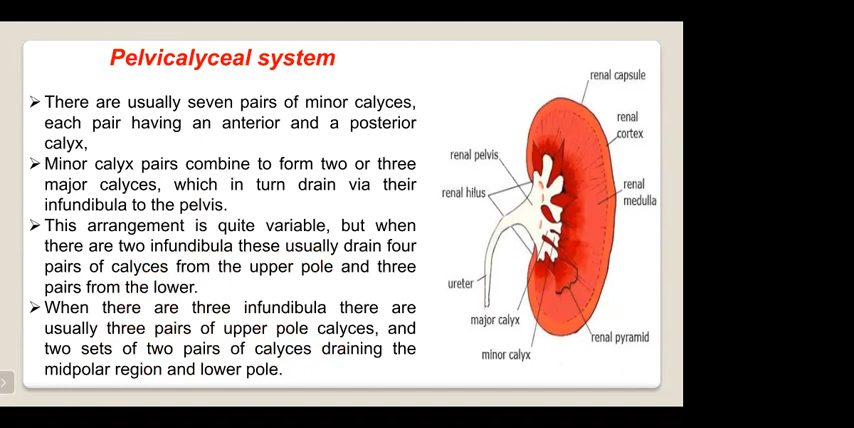 Pelvicalyceal system
➢ There are usually seven pairs of minor calyces,
each pair having an anterior and a posterior
calyx,
➢ Minor calyx pairs combine to form two or three
major calyces, which in turn drain via their
infundibula to the pelvis.
➢ This arrangement is quite variable, but when
there are two infundibula these usually drain four
pairs of calyces from the upper pole and three
pairs from the lower.
➢ When there are three infundibula there are
usually three pairs of upper pole calyces, and
two sets of two pairs of calyces draining the
midpolar region and lower pole.
renal capsule
renal
cortex
renal pelvis
renal hilus
renal
medulla
ureter
major calyx
minor calyx
renal pyramid